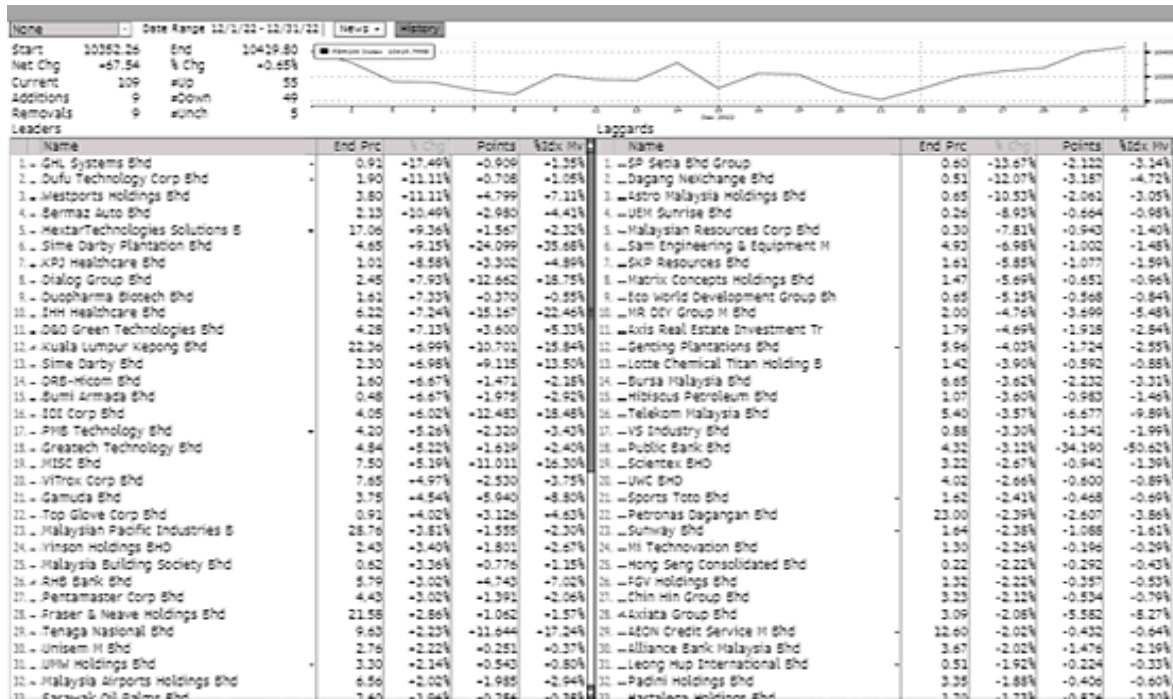 None Date Range 12/1/22 - 12/31/22 News History
Start 10352.26 End 10419.80
Net Chg +67.54 % Chg +0.65%
Current 109 #Up 55
Additions 9 #Down 49
Removals 9 #Unch 5
Leaders Laggards
Name End Prc % Chg Points %Idx Mv Name End Prc % Chg Points %Idx Mv
1. GHL Systems Bhd 0.91 +17.49% +0.909 +1.35% 1. SP Setia Bhd Group 0.60 -13.67% -2.122 -3.14%
2. Dufu Technology Corp Bhd 1.90 +11.11% +0.708 +1.05% 2. Dagang NeXchange Bhd 0.51 -12.07% -3.187 -4.72%
3. Westports Holdings Bhd 3.80 +11.11% +4.799 +7.11% 3. Astro Malaysia Holdings Bhd 0.65 -10.53% -2.061 -3.05%
4. Bermaz Auto Bhd 2.13 +10.49% +2.980 +4.41% 4. UEM Sunrise Bhd 0.26 -8.93% -0.664 -0.98%
5. HextarTechnologies Solutions B 17.06 +9.36% +1.567 +2.32% 5. Malaysian Resources Corp Bhd 0.30 -7.81% -0.943 -1.40%
6. Sime Darby Plantation Bhd 4.65 +9.15% +24.099 +35.68% 6. Sam Engineering & Equipment M 4.93 -6.98% -1.002 -1.48%
7. KPJ Healthcare Bhd 1.01 +8.58% +3.302 +4.89% 7. SKP Resources Bhd 1.61 -5.85% -1.077 -1.59%
8. Dialog Group Bhd 2.45 +7.93% +12.662 +18.75% 8. Matrix Concepts Holdings Bhd 1.47 -5.69% -0.651 -0.96%
9. Duopharma Biotech Bhd 1.61 +7.33% +0.370 +0.55% 9. Eco World Development Group Bh 0.65 -5.15% -0.568 -0.84%
10. IHH Healthcare Bhd 6.22 +7.24% +15.167 +22.46% 10. MR DIY Group M Bhd 2.00 -4.76% -3.699 -5.48%
11. D&O Green Technologies Bhd 4.28 +7.13% +3.600 +5.33% 11. Axis Real Estate Investment Tr 1.79 -4.69% -1.918 -2.84%
12. Kuala Lumpur Kepong Bhd 22.36 +6.99% +10.701 +15.84% 12. Genting Plantations Bhd 5.96 -4.03% -1.724 -2.55%
13. Sime Darby Bhd 2.30 +6.98% +9.115 +13.50% 13. Lotte Chemical Titan Holding B 1.42 -3.90% -0.592 -0.88%
14. DRB-Hicom Bhd 1.60 +6.67% +1.471 +2.18% 14. Bursa Malaysia Bhd 6.65 -3.62% -2.232 -3.31%
15. Bumi Armada Bhd 0.48 +6.67% +1.975 +2.92% 15. Hibiscus Petroleum Bhd 1.07 -3.60% -0.983 -1.46%
16. IOI Corp Bhd 4.05 +6.02% +12.483 +18.48% 16. Telekom Malaysia Bhd 5.40 -3.57% -6.677 -9.89%
17. PMB Technology Bhd 4.20 +5.26% +2.320 +3.43% 17. VS Industry Bhd 0.88 -3.30% -1.341 -1.99%
18. Greatech Technology Bhd 4.84 +5.22% +1.619 +2.40% 18. Public Bank Bhd 4.32 -3.12% -34.190 -50.62%
19. MISC Bhd 7.50 +5.19% +11.011 +16.30% 19. Scientex BHD 3.22 -2.67% -0.941 -1.39%
20. ViTrox Corp Bhd 7.65 +4.97% +2.530 +3.75% 20. UWC BHD 4.02 -2.66% -0.600 -0.89%
21. Gamuda Bhd 3.75 +4.54% +5.940 +8.80% 21. Sports Toto Bhd 1.62 -2.41% -0.468 -0.69%
22. Top Glove Corp Bhd 0.91 +4.02% +3.126 +4.63% 22. Petronas Dagangan Bhd 23.00 -2.39% -2.607 -3.86%
23. Malaysian Pacific Industries B 28.76 +3.81% +1.555 +2.30% 23. Sunway Bhd 1.64 -2.38% -1.088 -1.61%
24. Yinson Holdings BHD 2.43 +3.40% +1.801 +2.67% 24. Mi Technovation Bhd 1.30 -2.26% -0.196 -0.29%
25. Malaysia Building Society Bhd 0.62 +3.36% +0.776 +1.15% 25. Hong Seng Consolidated Bhd 0.22 -2.22% -0.292 -0.43%
26. RHB Bank Bhd 5.79 +3.02% +4.743 +7.02% 26. FGV Holdings Bhd 1.32 -2.22% -0.357 -0.53%
27. Pentamaster Corp Bhd 4.43 +3.02% +1.391 +2.06% 27. Chin Hin Group Bhd 3.23 -2.12% -0.534 -0.79%
28. Fraser & Neave Holdings Bhd 21.58 +2.86% +1.062 +1.57% 28. Axiata Group Bhd 3.09 -2.08% -5.582 -8.27%
29. Tenaga Nasional Bhd 9.63 +2.23% +11.644 +17.24% 29. AEON Credit Service M Bhd 12.60 -2.02% -0.432 -0.64%
30. Unisem M Bhd 2.76 +2.22% +0.251 +0.37% 30. Alliance Bank Malaysia Bhd 3.67 -2.02% -1.476 -2.19%
31. UMW Holdings Bhd 3.30 +2.14% +0.543 +0.80% 31. Leong Hup International Bhd 0.51 -1.92% -0.224 -0.33%
32. Malaysia Airports Holdings Bhd 6.56 +2.02% +1.985 +2.94% 32. Padini Holdings Bhd 3.35 -1.88% -0.406 -0.60%
33. Sarawak Oil Palms Bhd 33. Hartalega Holdings Bhd